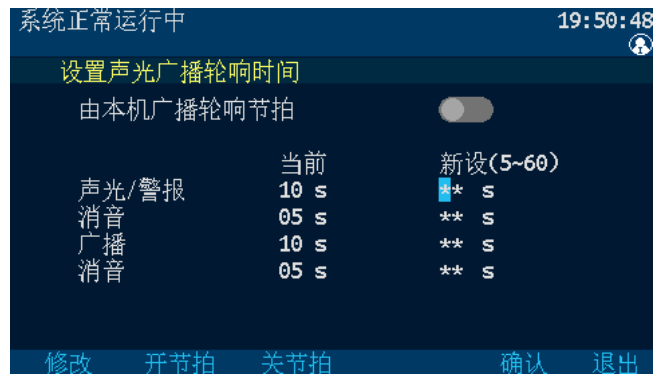 系统正常运行中 19:50:48
设置声光广播轮响时间
由本机广播轮响节拍
当前 新设(5~60)
声光/警报 10 s ** s
消音 05 s ** s
广播 10 s ** s
消音 05 s ** s
修改 开节拍 关节拍 确认 退出